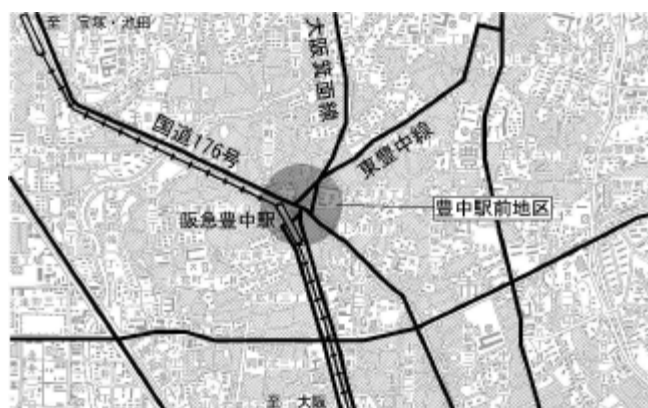 至 宝塚・池田
大阪箕面線
国道176号
東豊中線
阪急豊中駅
豊中駅前地区
至 大阪